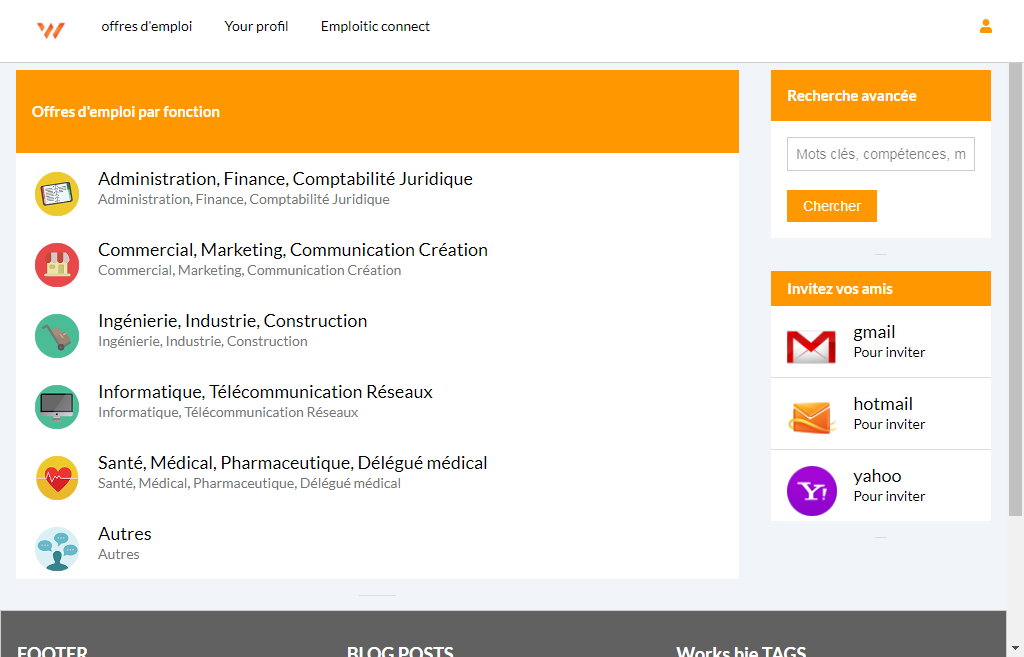 offres d'emploi Your profil Emploitic connect
Offres d'emploi par fonction
Administration, Finance, Comptabilité Juridique
Administration, Finance, Comptabilité Juridique
Commercial, Marketing, Communication Création
Commercial, Marketing, Communication Création
Ingénierie, Industrie, Construction
Ingénierie, Industrie, Construction
Informatique, Télécommunication Réseaux
Informatique, Télécommunication Réseaux
Santé, Médical, Pharmaceutique, Délégué médical
Santé, Médical, Pharmaceutique, Délégué médical
Autres
Autres
Recherche avancée
Mots clés, compétences, m
Chercher
Invitez vos amis
gmail
Pour inviter
hotmail
Pour inviter
Y!
yahoo
Pour inviter
FOOTER BLOG POSTS Works bie TAGS